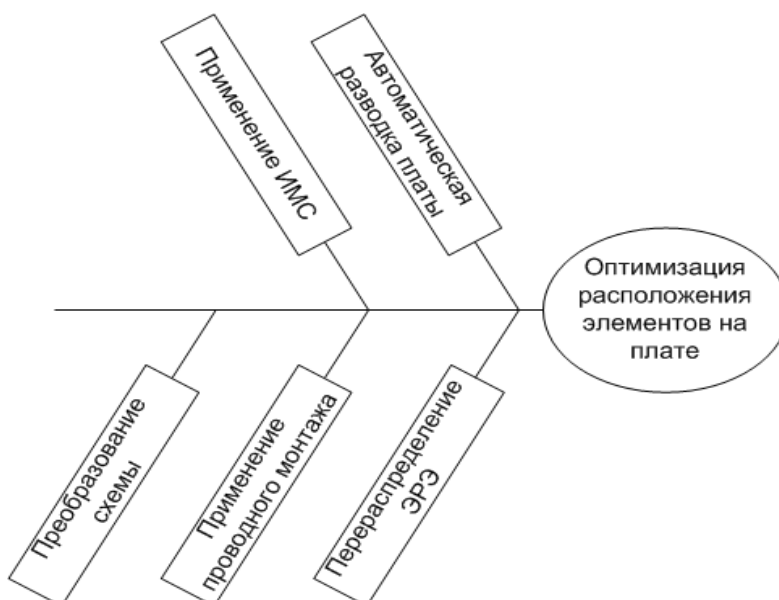 Применение ИМС
Автоматическая
разводка платы
Оптимизация
расположения
элементов на
плате
Преобразование
схемы
Применение
проводного монтажа
Перераспределение
ЭРЭ